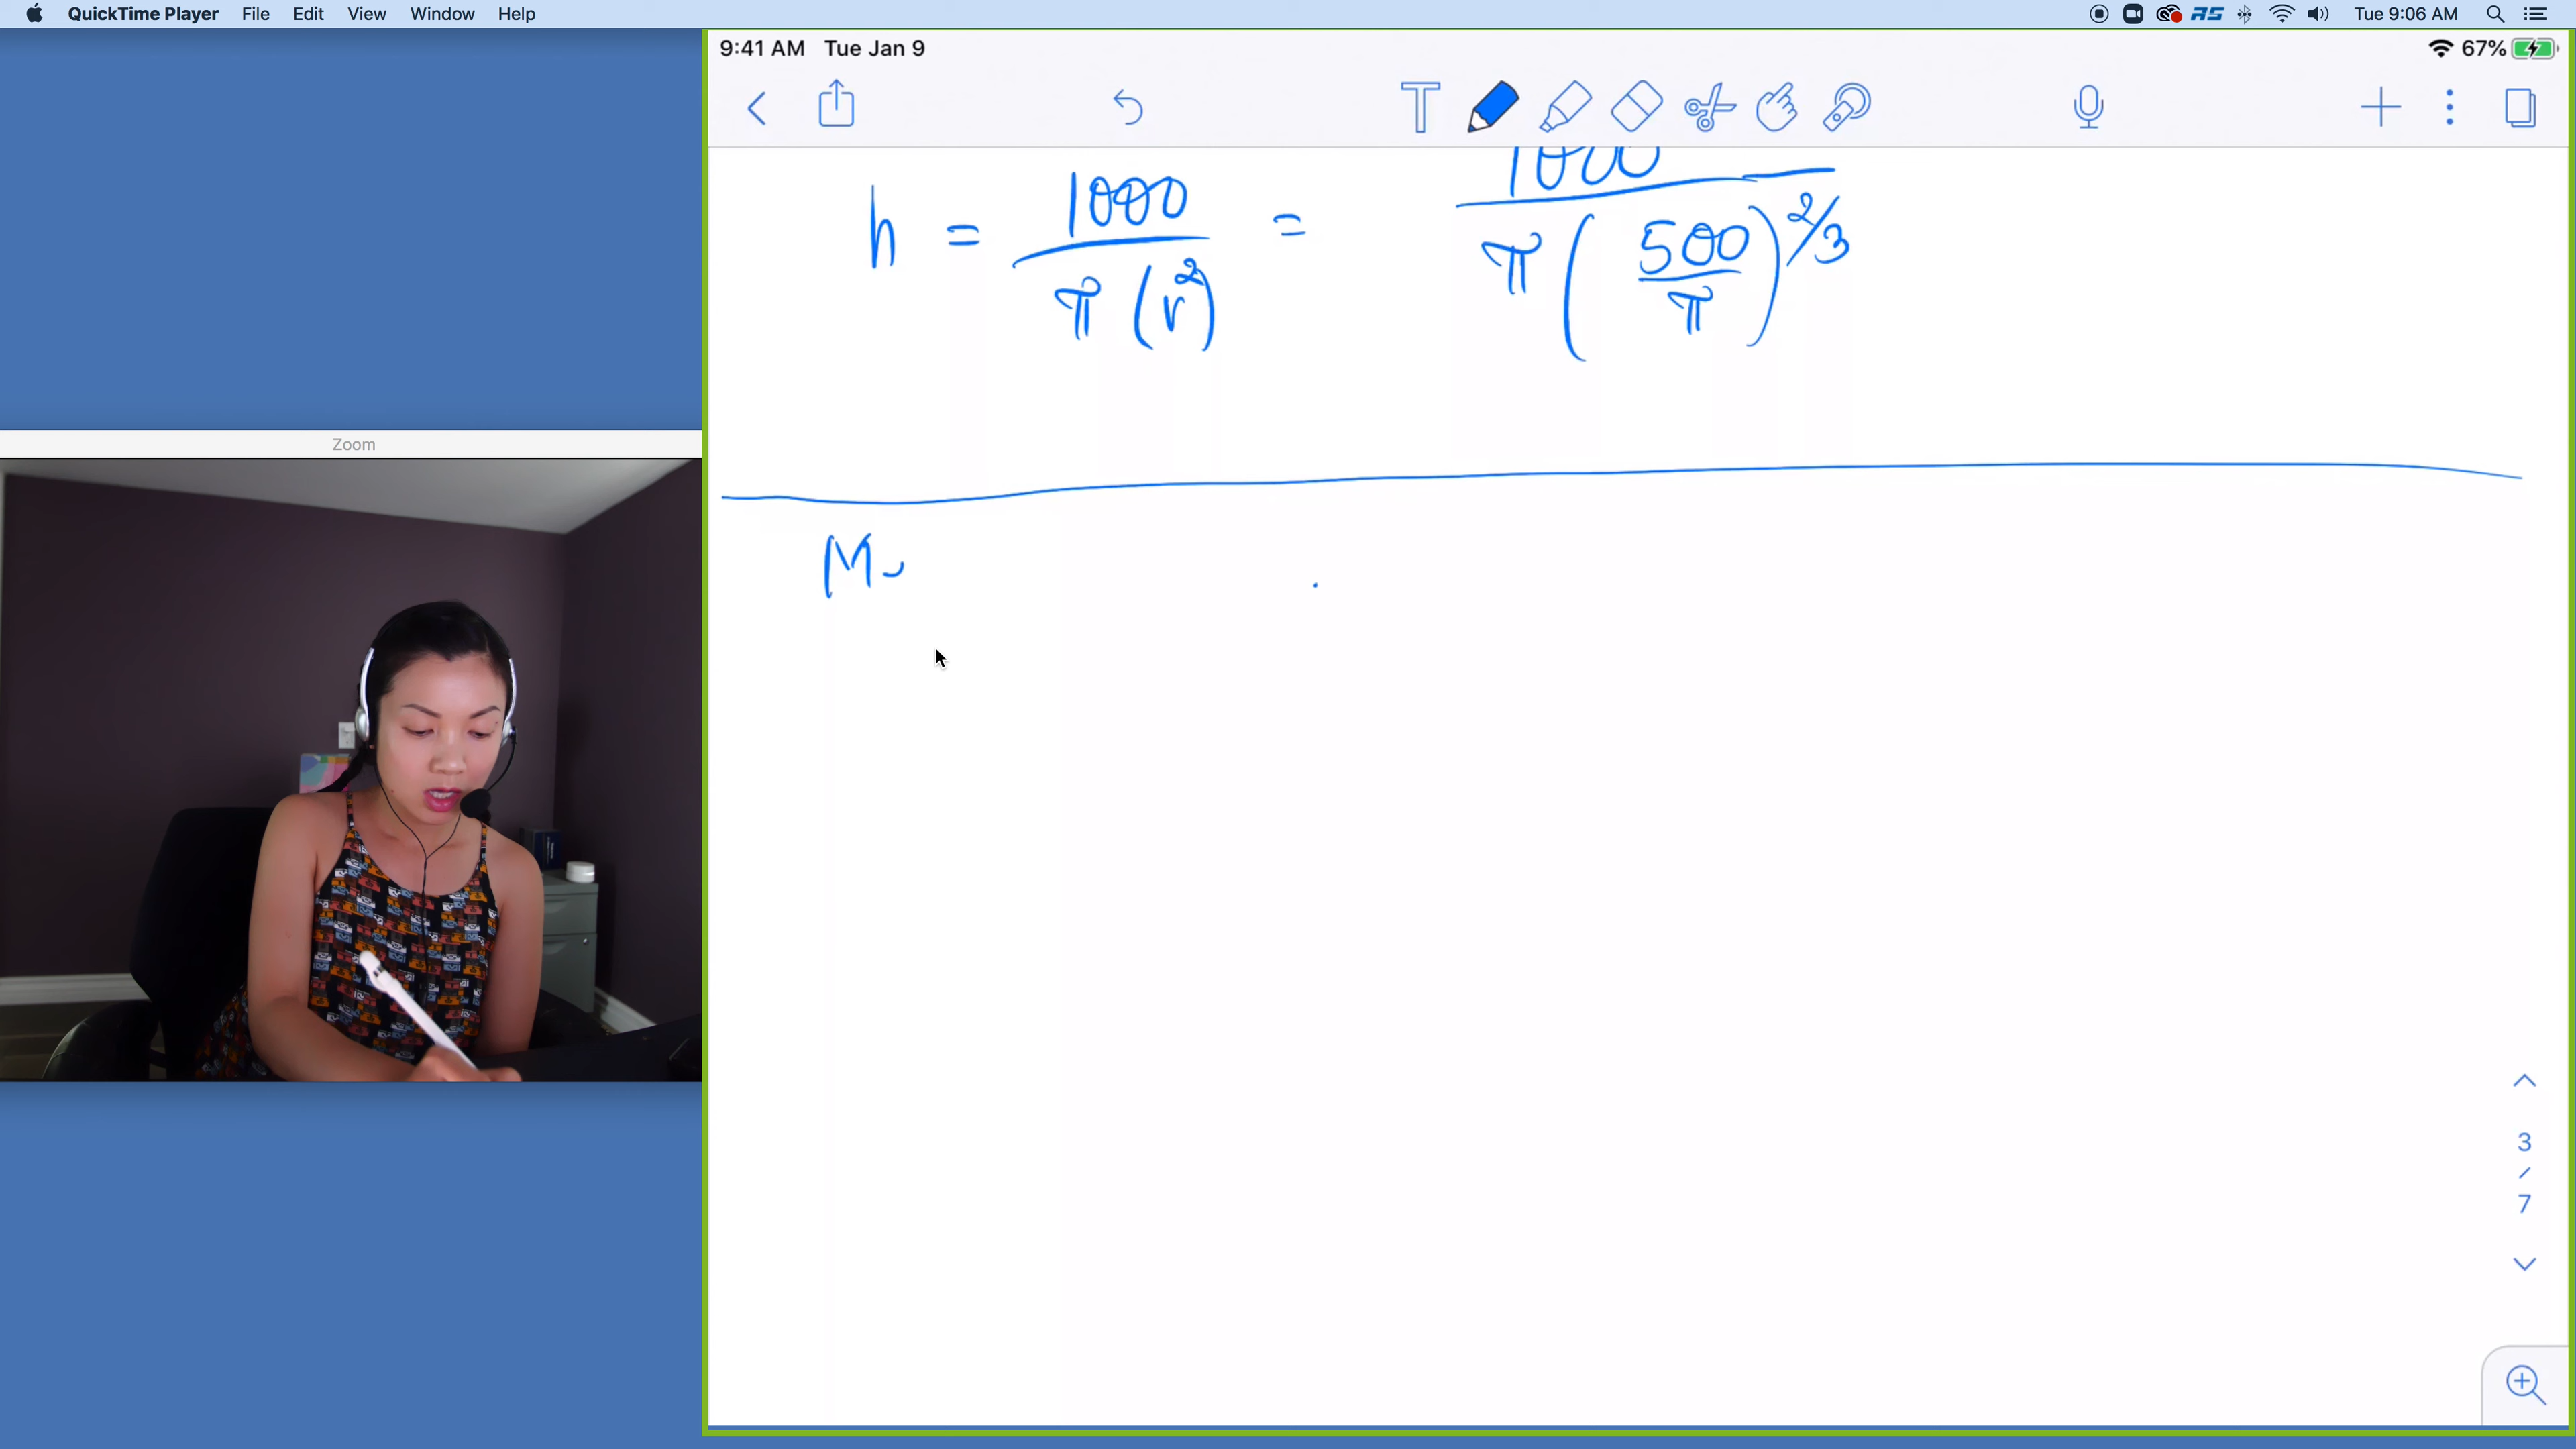 QuickTime Player File Edit View Window Help Tue 9:06 AM
9:41 AM Tue Jan 9 67%
T
h = 1000 / π (r²) = 1000 / π (500/π)^2/3
Zoom
M
3
/
7